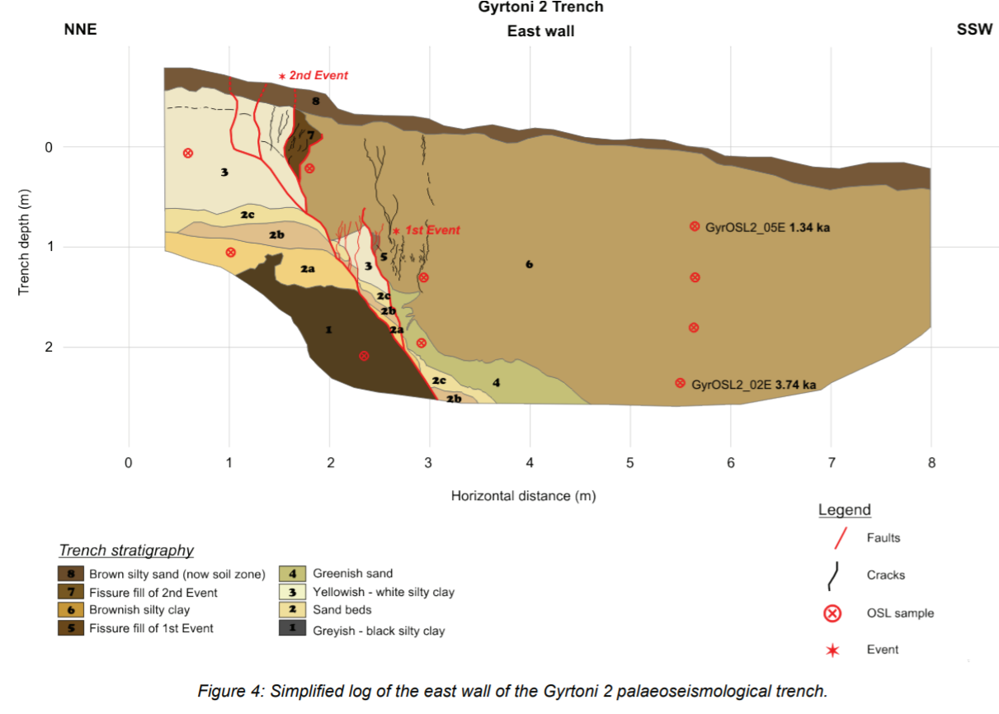 Gyrtoni 2 Trench
NNE
East wall
SSW
2nd Event
8
7
0
3
2c
GyrOSL2_05E 1.34 ka
1st Event
2b
1
5
3
6
2a
2c
2b
1
2a
2
2c
4
GyrOSL2_02E 3.74 ka
2b
Trench depth (m)
0 1 2 3 4 5 6 7 8
Horizontal distance (m)
Legend
Faults
Cracks
OSL sample
Event
Trench stratigraphy
8 Brown silty sand (now soil zone)
7 Fissure fill of 2nd Event
6 Brownish silty clay
5 Fissure fill of 1st Event
4 Greenish sand
3 Yellowish - white silty clay
2 Sand beds
1 Greyish - black silty clay
Figure 4: Simplified log of the east wall of the Gyrtoni 2 palaeoseismological trench.